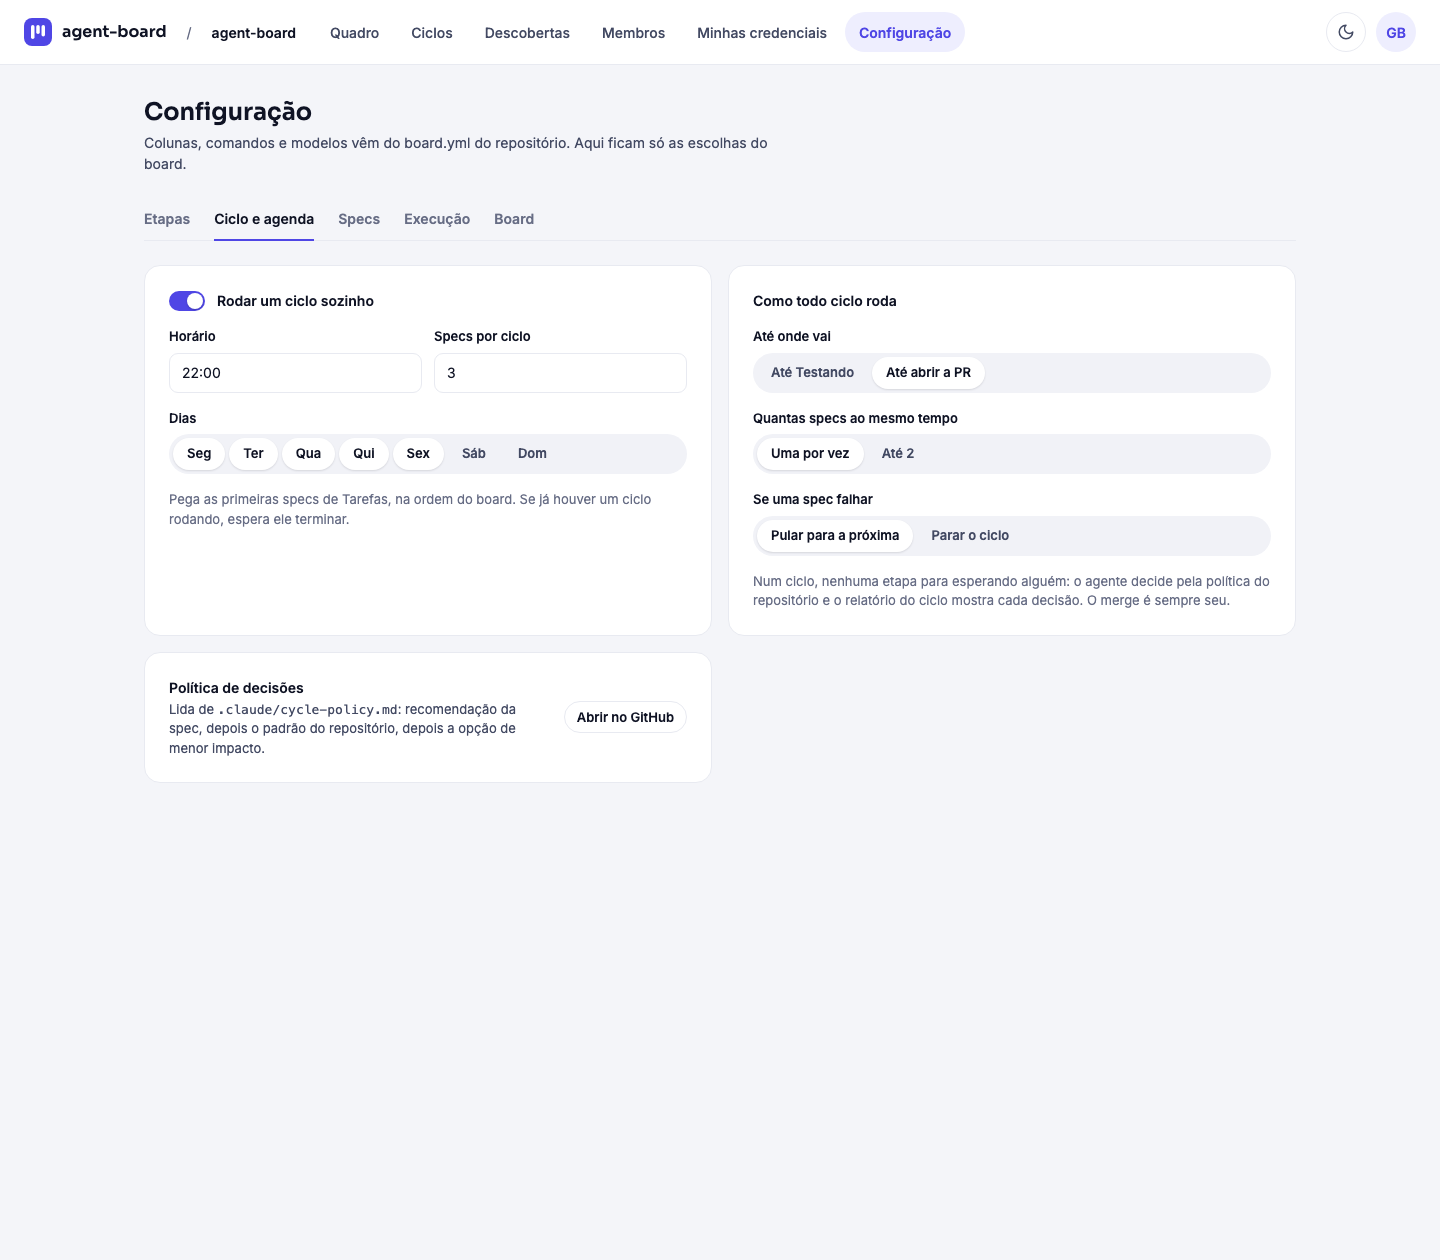 agent-board / agent-board Quadro Ciclos Descobertas Membros Minhas credenciais Configuração GB
Configuração
Colunas, comandos e modelos vêm do board.yml do repositório. Aqui ficam só as escolhas do
board.
Etapas Ciclo e agenda Specs Execução Board
Rodar um ciclo sozinho
Horário Specs por ciclo
22:00 3
Dias
Seg Ter Qua Qui Sex Sáb Dom
Pega as primeiras specs de Tarefas, na ordem do board. Se já houver um ciclo
rodando, espera ele terminar.
Como todo ciclo roda
Até onde vai
Até Testando Até abrir a PR
Quantas specs ao mesmo tempo
Uma por vez Até 2
Se uma spec falhar
Pular para a próxima Parar o ciclo
Num ciclo, nenhuma etapa para esperando alguém: o agente decide pela política do
repositório e o relatório do ciclo mostra cada decisão. O merge é sempre seu.
Política de decisões
Lida de .claude/cycle-policy.md: recomendação da
spec, depois o padrão do repositório, depois a opção de
menor impacto.
Abrir no GitHub